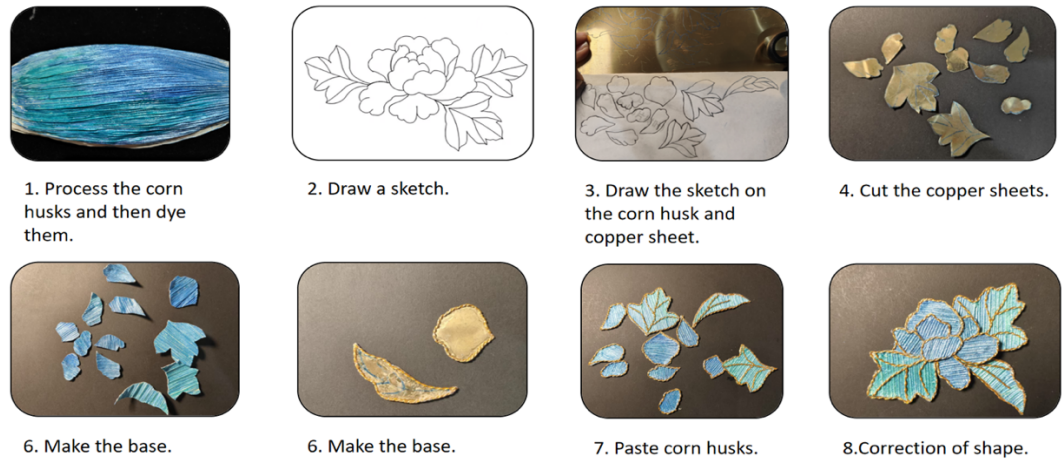 1. Process the corn
husks and then dye
them.
2. Draw a sketch.
3. Draw the sketch on
the corn husk and
copper sheet.
4. Cut the copper sheets.
6. Make the base.
6. Make the base.
7. Paste corn husks.
8.Correction of shape.